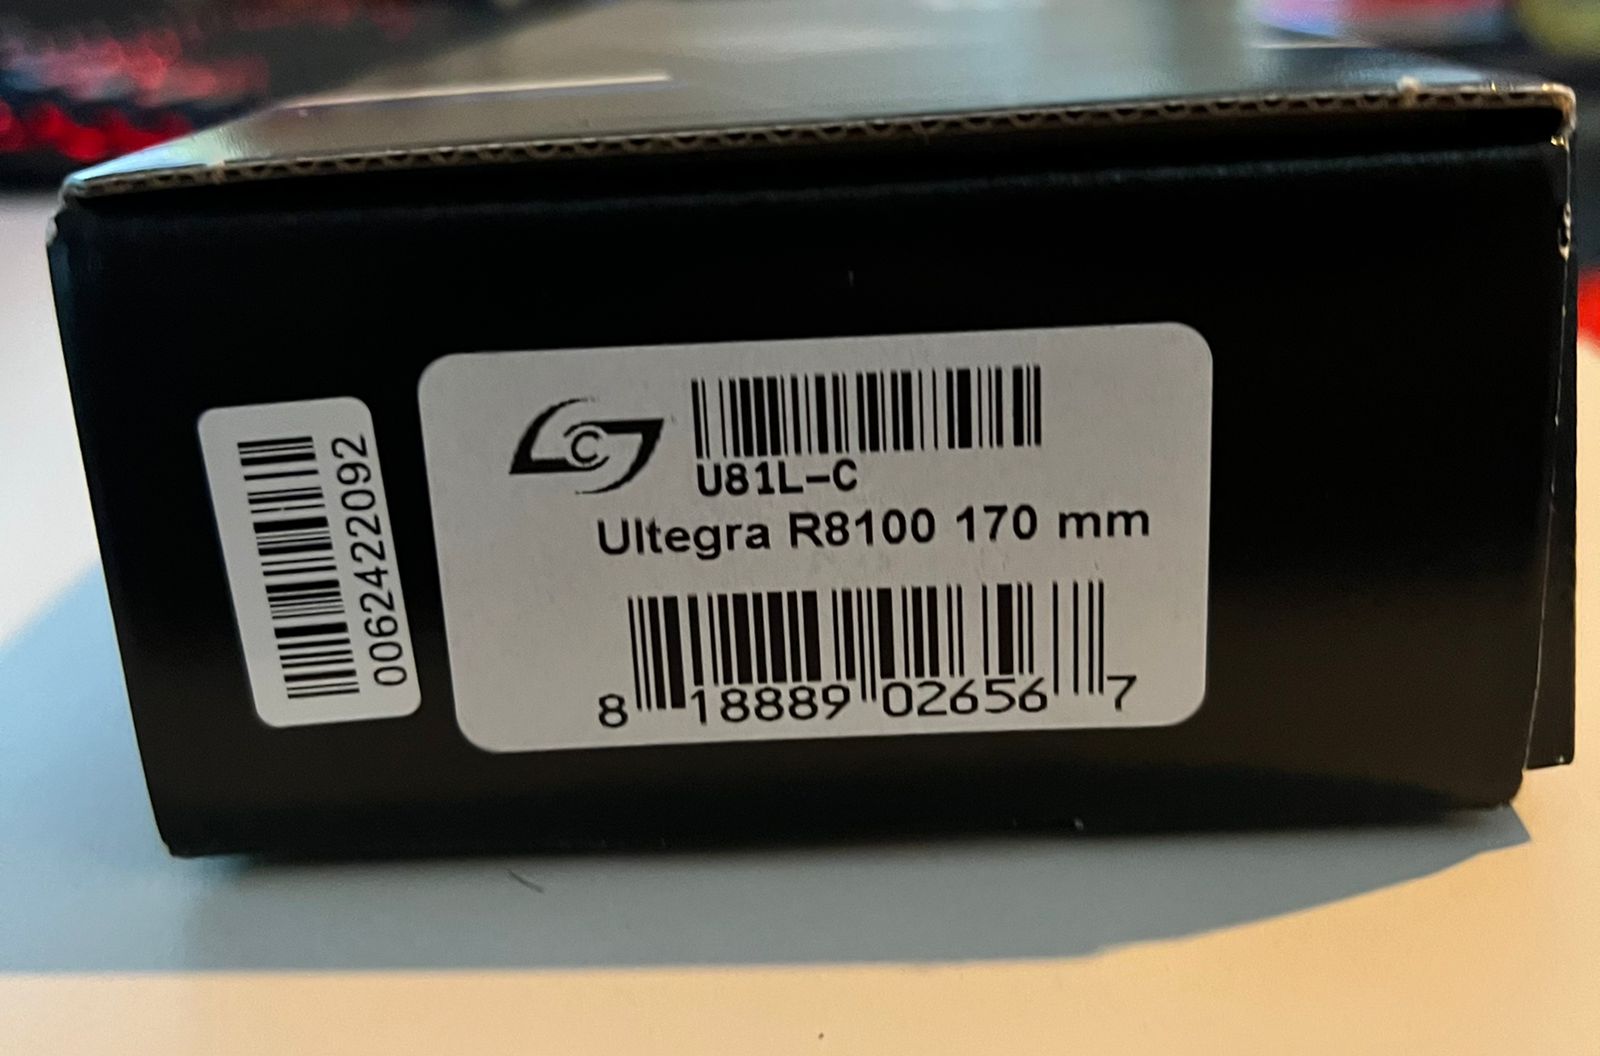 0062422092
C
U81L-C
Ultegra R8100 170 mm
8 18889 02656 7